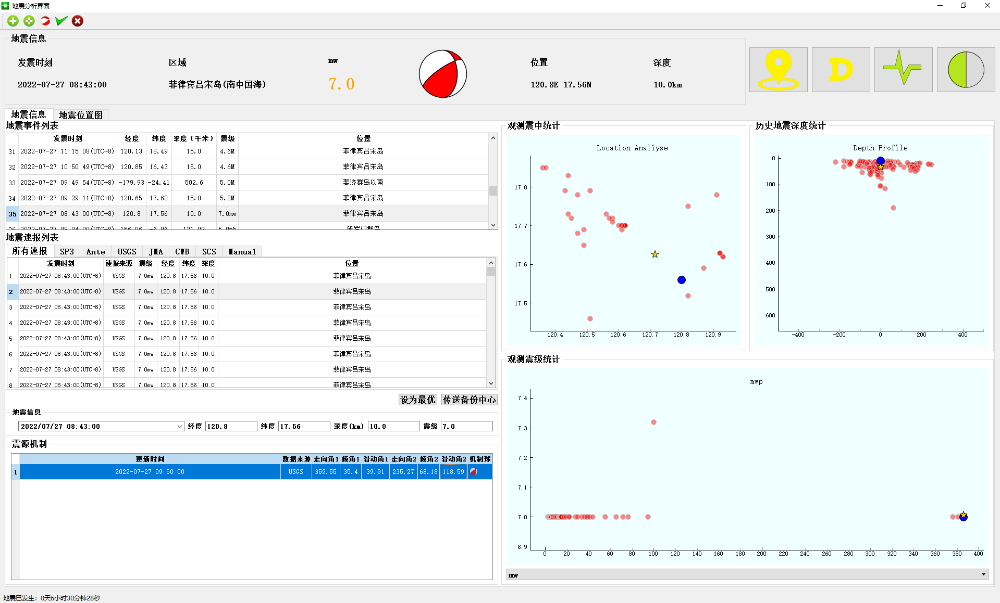 地震分析界面
地震信息
发震时刻 区域 mw 位置 深度
2022-07-27 08:43:00 菲律宾吕宋岛(南中国海) 7.0 120.8E 17.56N 10.0km
D
地震信息 地震位置图
地震事件列表
发震时刻 经度 纬度 深度（千米） 震级 位置
31 2022-07-27 11:15:08(UTC+8) 120.13 18.49 15.0 4.6M 菲律宾吕宋岛
32 2022-07-27 10:50:49(UTC+8) 120.85 16.43 15.0 4.6M 菲律宾吕宋岛
33 2022-07-27 09:49:54(UTC+8) -179.93 -24.41 502.6 5.0M 斐济群岛以南
34 2022-07-27 09:29:11(UTC+8) 120.65 17.62 15.0 5.2M 菲律宾吕宋岛
35 2022-07-27 08:43:00(UTC+8) 120.8 17.56 10.0 7.0mw 菲律宾吕宋岛
地震速报列表
所有速报 SP3 Ante USGS JMA CWB SCS Manual
发震时刻 速报来源 震级 经度 纬度 深度 位置
1 2022-07-27 08:43:00(UTC+8) USGS 7.0mw 120.8 17.56 10.0 菲律宾吕宋岛
2 2022-07-27 08:43:00(UTC+8) USGS 7.0mw 120.8 17.56 10.0 菲律宾吕宋岛
3 2022-07-27 08:43:00(UTC+8) USGS 7.0mw 120.8 17.56 10.0 菲律宾吕宋岛
4 2022-07-27 08:43:00(UTC+8) USGS 7.0mw 120.8 17.56 10.0 菲律宾吕宋岛
5 2022-07-27 08:43:00(UTC+8) USGS 7.0mw 120.8 17.56 10.0 菲律宾吕宋岛
6 2022-07-27 08:43:00(UTC+8) USGS 7.0mw 120.8 17.56 10.0 菲律宾吕宋岛
7 2022-07-27 08:43:00(UTC+8) USGS 7.0mw 120.8 17.56 10.0 菲律宾吕宋岛
8 2022-07-27 08:43:00(UTC+8) USGS 7.0mw 120.8 17.56 10.0 菲律宾吕宋岛
设为最优 传送备份中心
地震信息
2022/07/27 08:43:00 经度 120.8 纬度 17.56 深度(km) 10.0 震级 7.0
震源机制
更新时间 数据来源 走向角1 倾角1 滑动角1 走向角2 倾角2 滑动角2 机制球
1 2022-07-27 09:50:00 USGS 359.55 35.4 39.91 235.27 68.18 118.59
观测震中统计
Location Analiyse
17.8
17.7
17.6
17.5
120.4 120.5 120.6 120.7 120.8 120.9
历史地震深度统计
Depth Profile
0
100
200
300
400
500
600
-400 -200 0 200 400
观测震级统计
mwp
7.4
7.3
7.2
7.1
7.0
6.9
0 20 40 60 80 100 120 140 160 180 200 220 240 260 280 300 320 340 360 380 400
mw
地震已发生：0天6小时30分钟28秒